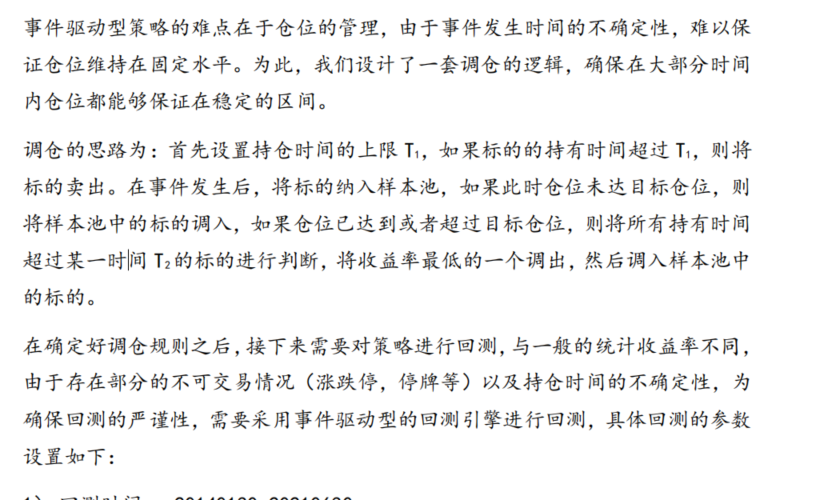 事件驱动型策略的难点在于仓位的管理，由于事件发生时间的不确定性，难以保
证仓位维持在固定水平。为此，我们设计了一套调仓的逻辑，确保在大部分时间
内仓位都能够保证在稳定的区间。
调仓的思路为：首先设置持仓时间的上限 T₁，如果标的的持有时间超过 T₁，则将
标的卖出。在事件发生后，将标的纳入样本池，如果此时仓位未达目标仓位，则
将样本池中的标的调入，如果仓位已达到或者超过目标仓位，则将所有持有时间
超过某一时间 T₂的标的进行判断，将收益率最低的一个调出，然后调入样本池中
的标的。
在确定好调仓规则之后，接下来需要对策略进行回测，与一般的统计收益率不同，
由于存在部分的不可交易情况（涨跌停，停牌等）以及持仓时间的不确定性，为
确保回测的严谨性，需要采用事件驱动型的回测引擎进行回测，具体回测的参数
设置如下：